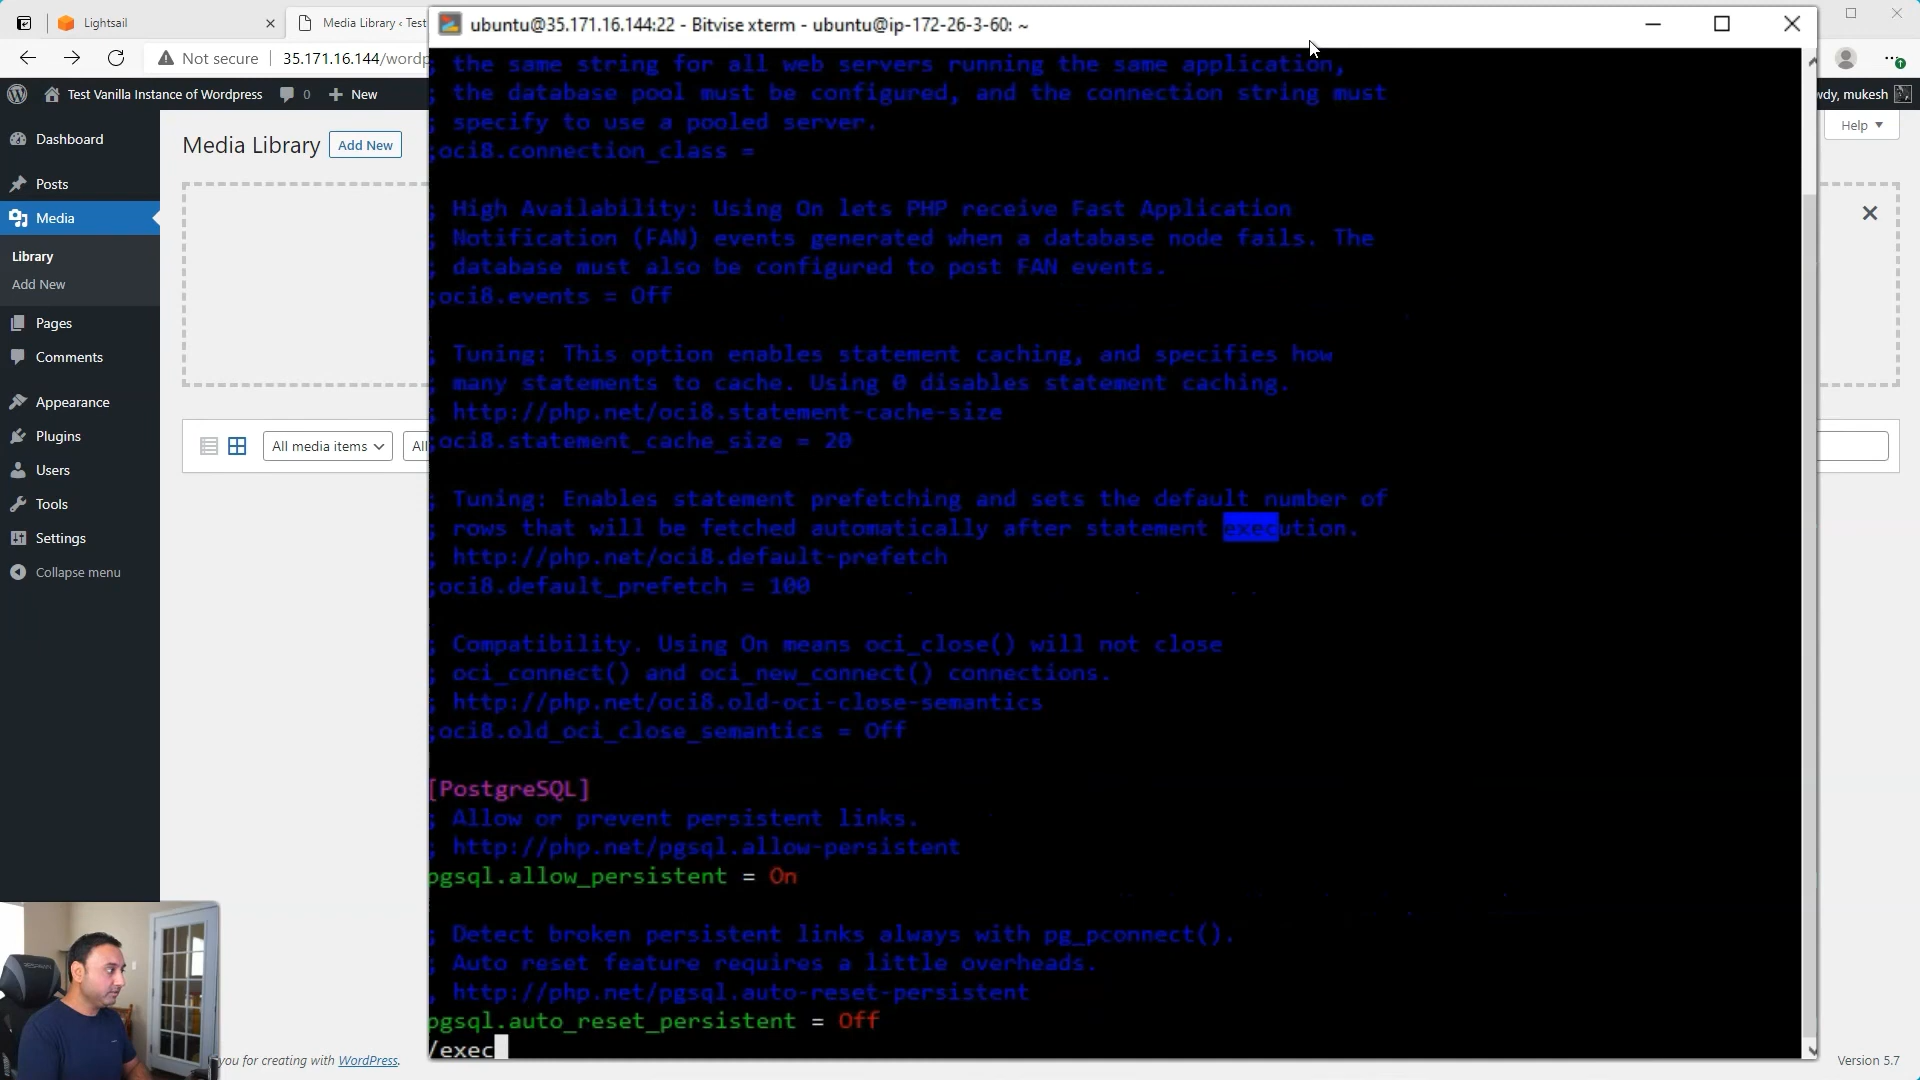 Lightsail
Media Library ‹ Test
Not secure
35.171.16.144/wordp
Test Vanilla Instance of Wordpress
0
New
wdy, mukesh
Help
Dashboard
Posts
Media
Library
Add New
Pages
Comments
Appearance
Plugins
Users
Tools
Settings
Collapse menu
Media Library
Add New
All media items
All
you for creating with WordPress.
Version 5.7
ubuntu@35.171.16.144:22 - Bitvise xterm - ubuntu@ip-172-26-3-60: ~
; the same string for all web servers running the same application,
; the database pool must be configured, and the connection string must
; specify to use a pooled server.
;oci8.connection_class =
; High Availability: Using On lets PHP receive Fast Application
; Notification (FAN) events generated when a database node fails. The
; database must also be configured to post FAN events.
;oci8.events = Off
; Tuning: This option enables statement caching, and specifies how
; many statements to cache. Using 0 disables statement caching.
; http://php.net/oci8.statement-cache-size
;oci8.statement_cache_size = 20
; Tuning: Enables statement prefetching and sets the default number of
; rows that will be fetched automatically after statement execution.
; http://php.net/oci8.default-prefetch
;oci8.default_prefetch = 100
; Compatibility. Using On means oci_close() will not close
; oci_connect() and oci_new_connect() connections.
; http://php.net/oci8.old-oci-close-semantics
;oci8.old_oci_close_semantics = Off
[PostgreSQL]
; Allow or prevent persistent links.
; http://php.net/pgsql.allow-persistent
pgsql.allow_persistent = On
; Detect broken persistent links always with pg_pconnect().
; Auto reset feature requires a little overheads.
; http://php.net/pgsql.auto-reset-persistent
pgsql.auto_reset_persistent = Off
/exec